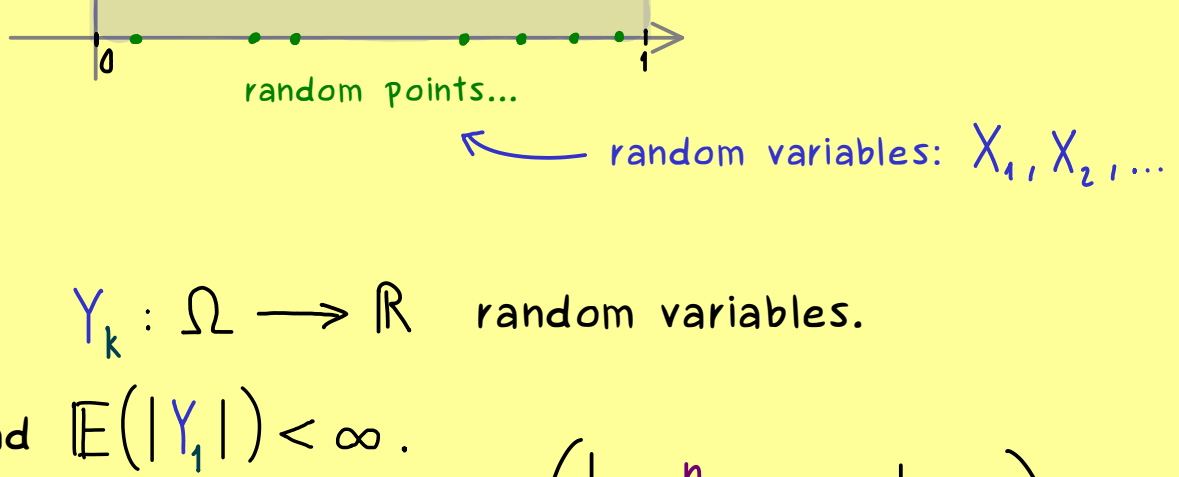 0 1
random points...
random variables: X₁, X₂, ...
Yₖ : Ω → ℝ random variables.
𝔼(|Y₁|) < ∞.
n